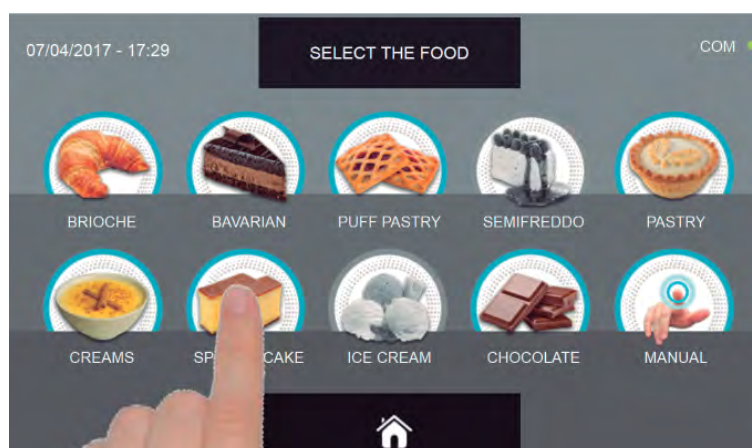 07/04/2017 - 17:29
SELECT THE FOOD
COM
BRIOCHE
BAVARIAN
PUFF PASTRY
SEMIFREDDO
PASTRY
CREAMS
CAKE
ICE CREAM
CHOCOLATE
MANUAL